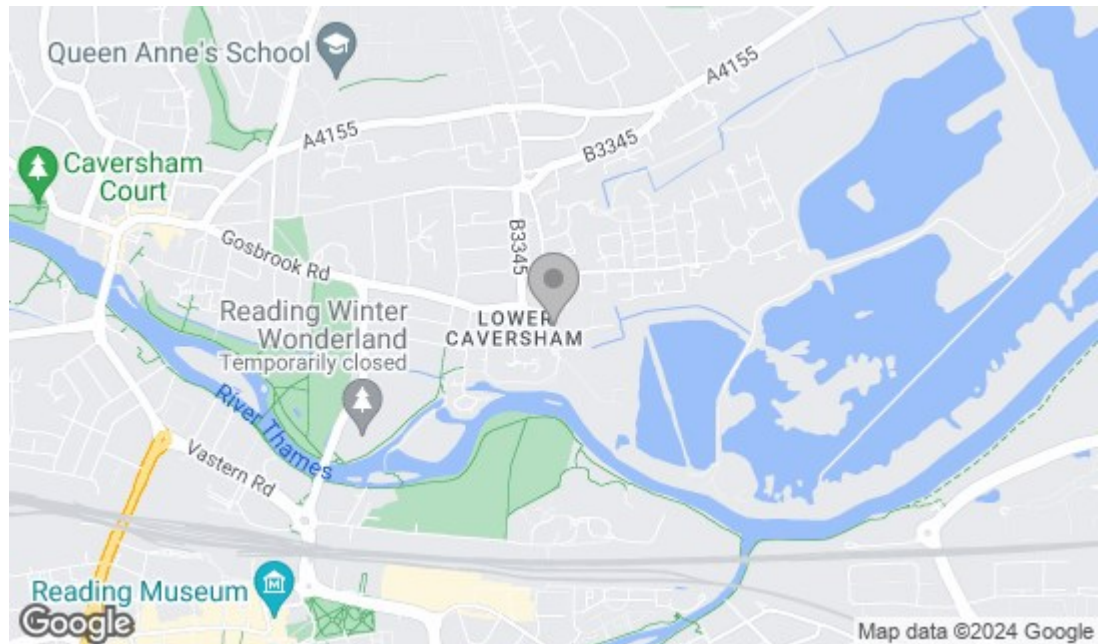 Queen Anne's School
A4155
A4155
B3345
Caversham
Court
B3345
Gosbrook Rd
Reading Winter
Wonderland
Temporarily closed
LOWER
CAVERSHAM
River Thames
Vastern Rd
Reading Museum
M
Google
Map data ©2024 Google